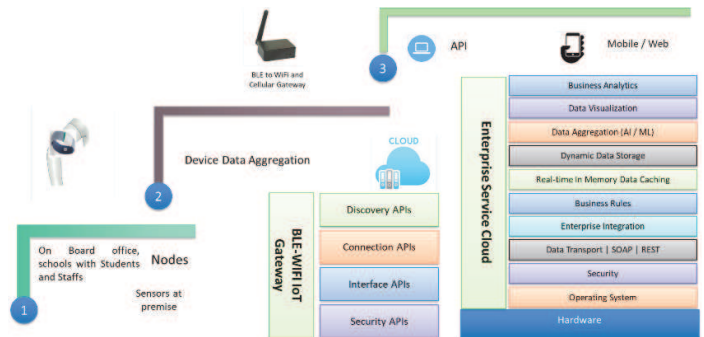 3
API
Mobile / Web
BLE to WiFi and
Cellular Gateway
Business Analytics
Data Visualization
Data Aggregation (AI / ML)
Dynamic Data Storage
Real-time In Memory Data Caching
Business Rules
Enterprise Integration
Data Transport | SOAP | REST
Security
Operating System
Hardware
Enterprise Service Cloud
CLOUD
2
Device Data Aggregation
BLE-WIFI IoT
Gateway
Discovery APIs
Connection APIs
Interface APIs
Security APIs
1
On Board office,
schools with Students
and Staffs
Nodes
Sensors at
premise